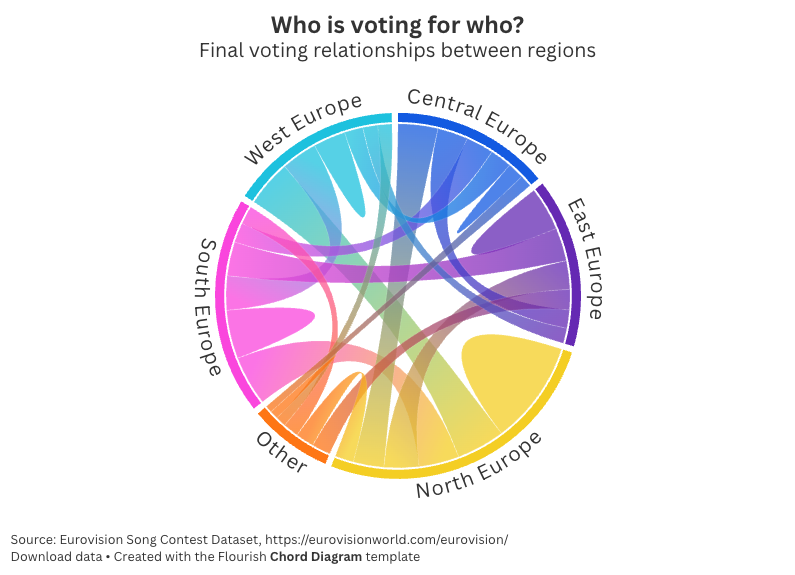 Who is voting for who?
Final voting relationships between regions
West Europe
Central Europe
East Europe
South Europe
Other
North Europe
Source: Eurovision Song Contest Dataset, https://eurovisionworld.com/eurovision/
Download data • Created with the Flourish Chord Diagram template